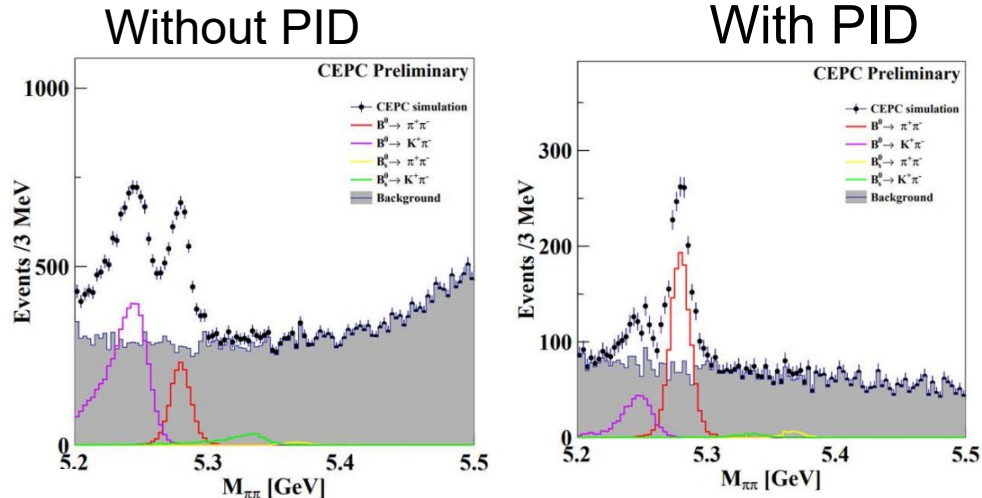 Without PID
CEPC Preliminary
CEPC simulation
B⁰→ π⁺π⁻
B⁰→ K⁺π⁻
B⁰ₛ→ π⁺π⁻
B⁰ₛ→ K⁺π⁻
Background
Events /3 MeV
1000
500
0
5.2 5.3 5.4 5.5
Mππ [GeV]
With PID
CEPC Preliminary
CEPC simulation
B⁰→ π⁺π⁻
B⁰→ K⁺π⁻
B⁰ₛ→ π⁺π⁻
B⁰ₛ→ K⁺π⁻
Background
Events /3 MeV
300
200
100
0
5.2 5.3 5.4 5.5
Mππ [GeV]